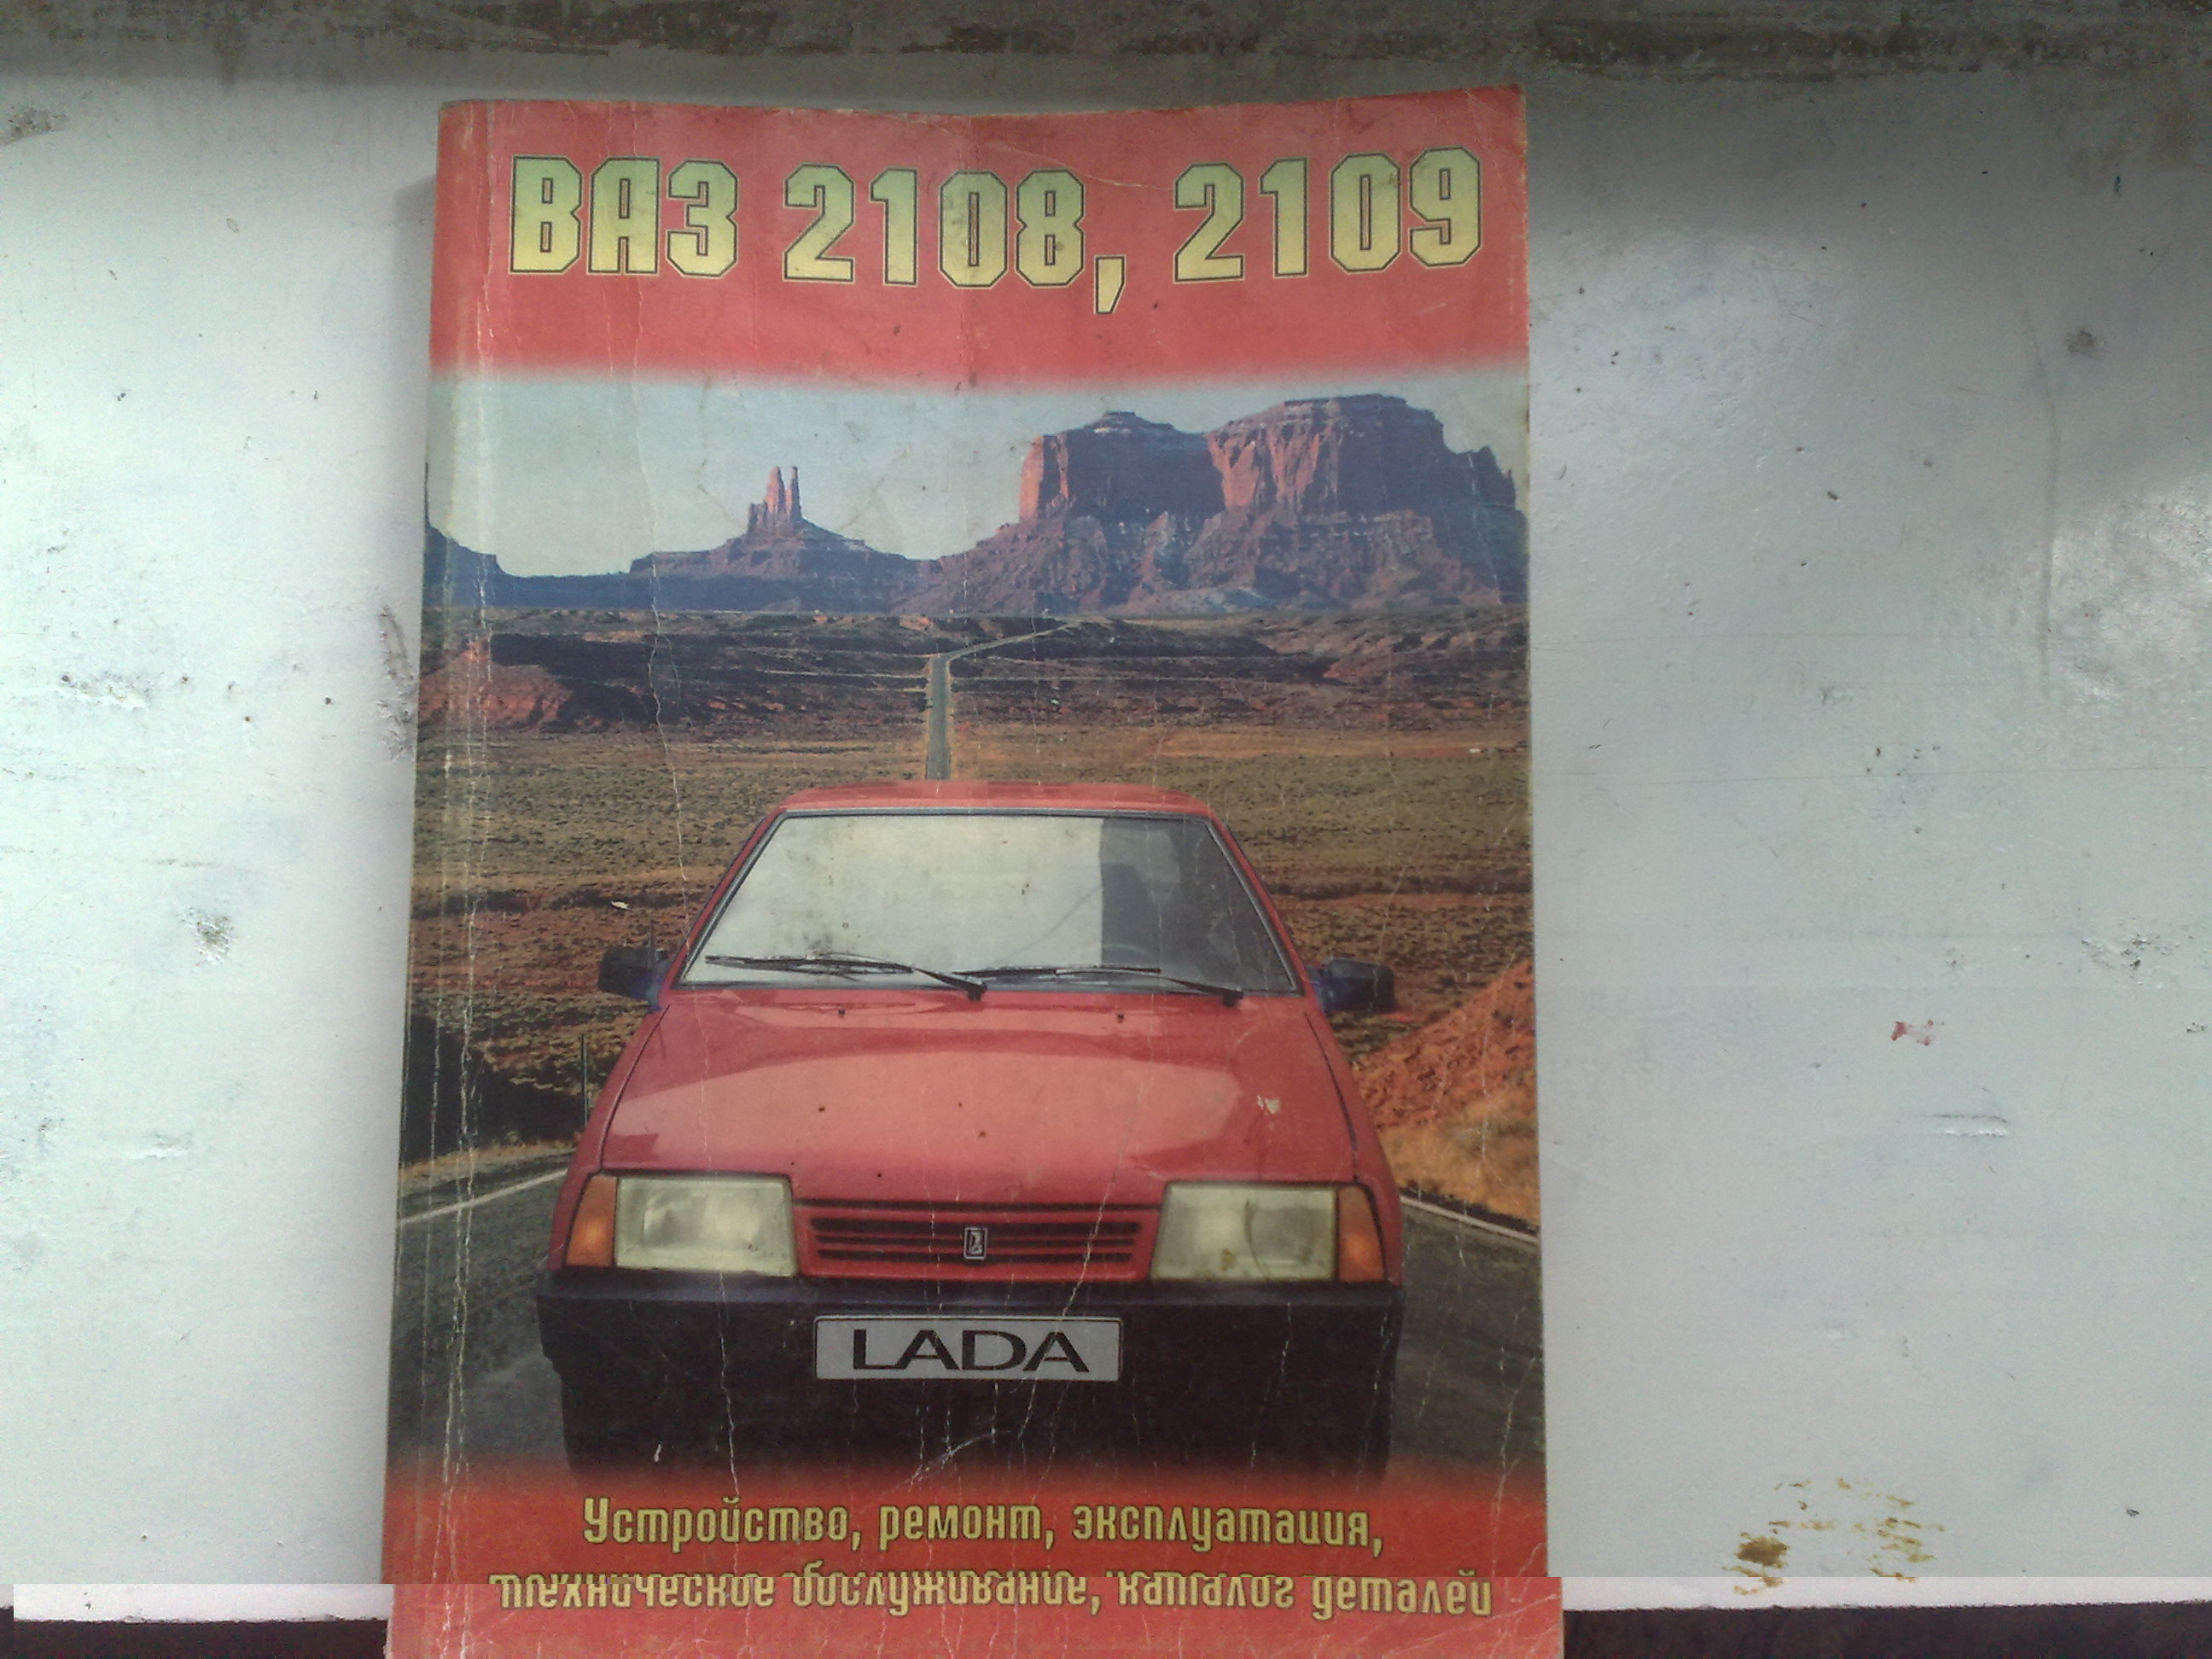 ВАЗ 2108, 2109
LADA
Устройство, ремонт, эксплуатация,
техническое обслуживание, каталог деталей